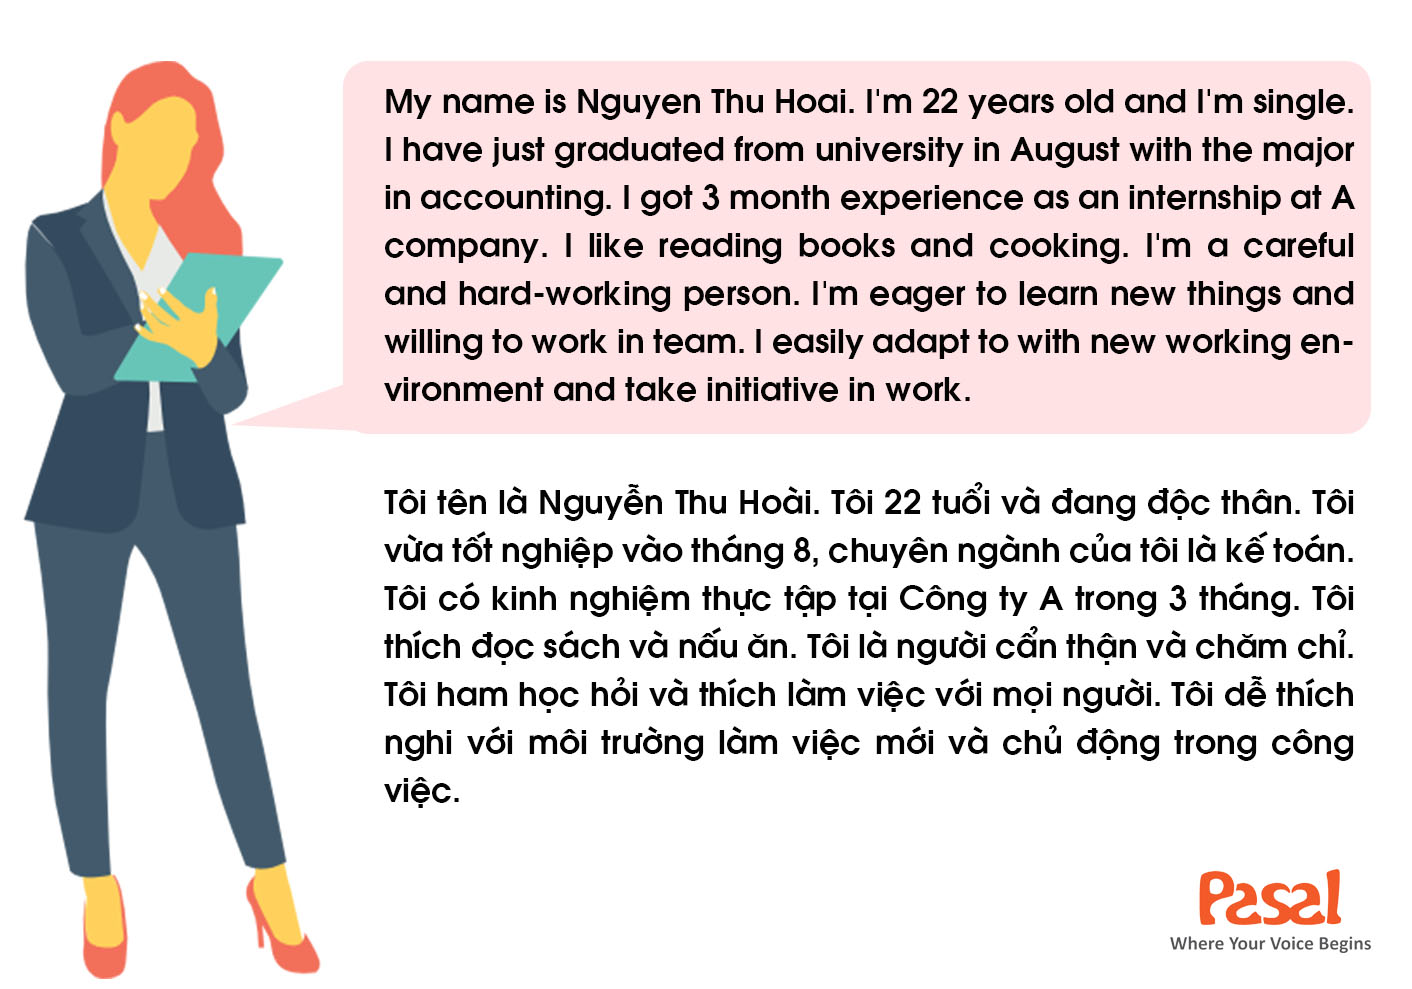 My name is Nguyen Thu Hoai. I'm 22 years old and I'm single.
I have just graduated from university in August with the major
in accounting. I got 3 month experience as an internship at A
company. I like reading books and cooking. I'm a careful
and hard-working person. I'm eager to learn new things and
willing to work in team. I easily adapt to with new working en-
vironment and take initiative in work.
Tôi tên là Nguyễn Thu Hoài. Tôi 22 tuổi và đang độc thân. Tôi
vừa tốt nghiệp vào tháng 8, chuyên ngành của tôi là kế toán.
Tôi có kinh nghiệm thực tập tại Công ty A trong 3 tháng. Tôi
thích đọc sách và nấu ăn. Tôi là người cẩn thận và chăm chỉ.
Tôi ham học hỏi và thích làm việc với mọi người. Tôi dễ thích
nghi với môi trường làm việc mới và chủ động trong công
việc.
Pasal
Where Your Voice Begins